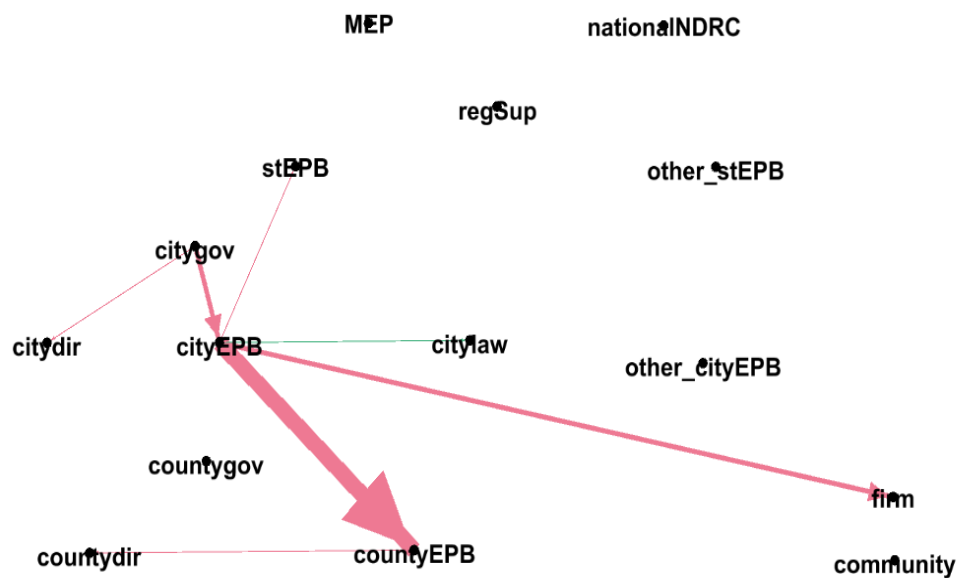 MEP
nationalNDRC
regSup
stEPB
other_stEPB
citygov
citydir
cityEPB
citylaw
other_cityEPB
countygov
firm
countydir
countyEPB
community